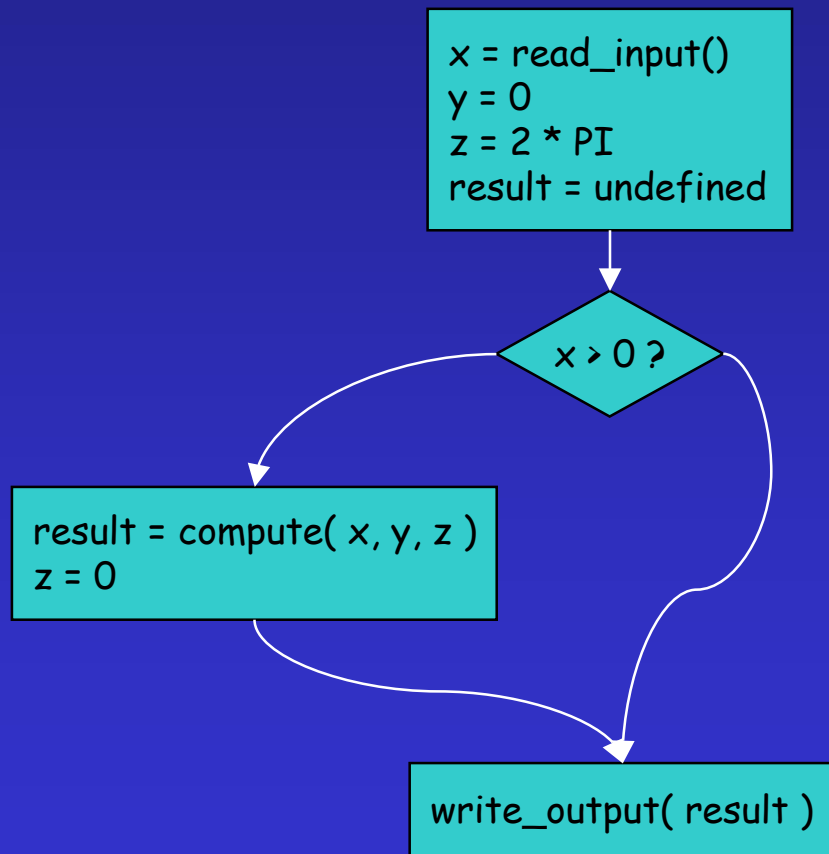 x = read_input()
y = 0
z = 2 * PI
result = undefined
x > 0 ?
result = compute( x, y, z )
z = 0
write_output( result )